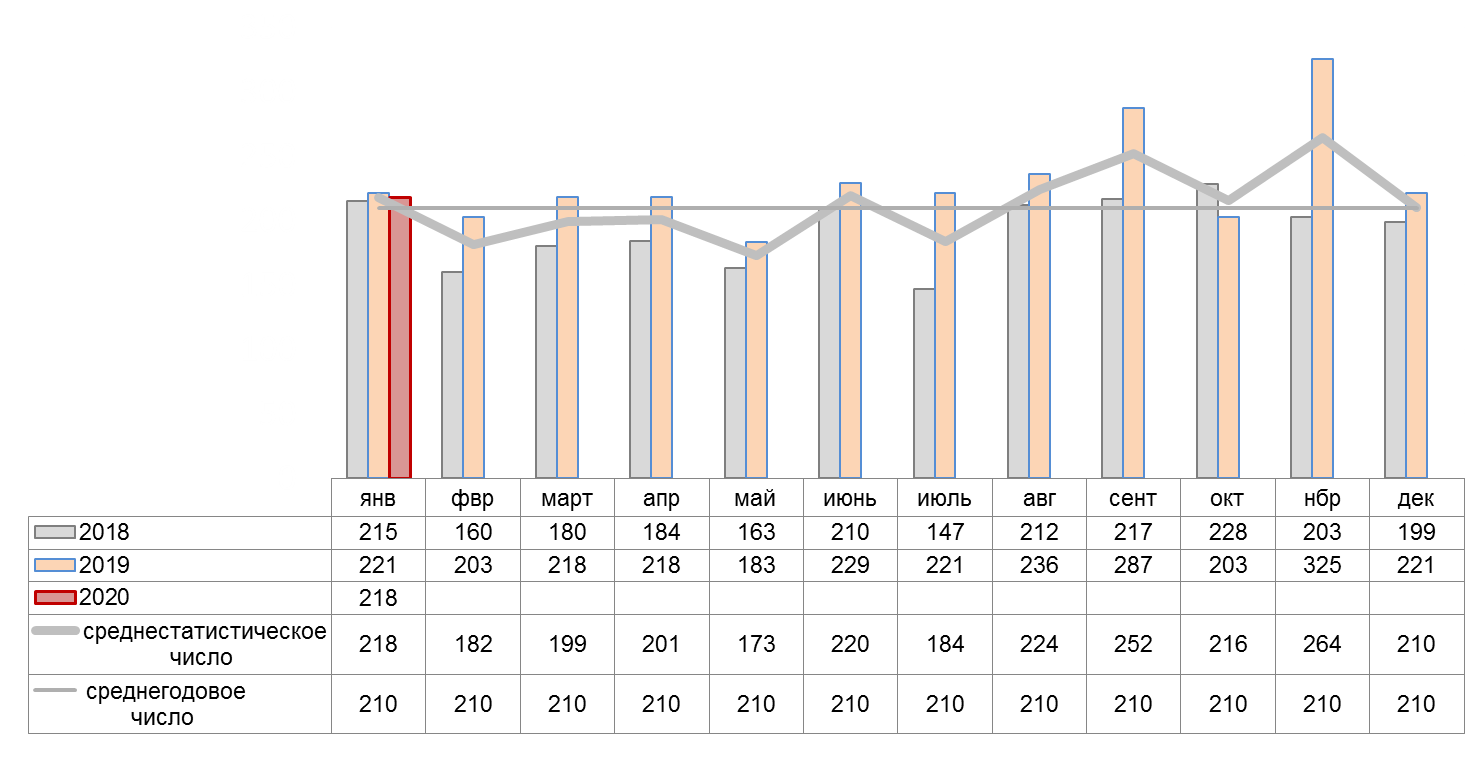 янв фвр март апр май июнь июль авг сент окт нбр дек
2018 215 160 180 184 163 210 147 212 217 228 203 199
2019 221 203 218 218 183 229 221 236 287 203 325 221
2020 218
среднестатистическое
число 218 182 199 201 173 220 184 224 252 216 264 210
среднегодовое
число 210 210 210 210 210 210 210 210 210 210 210 210